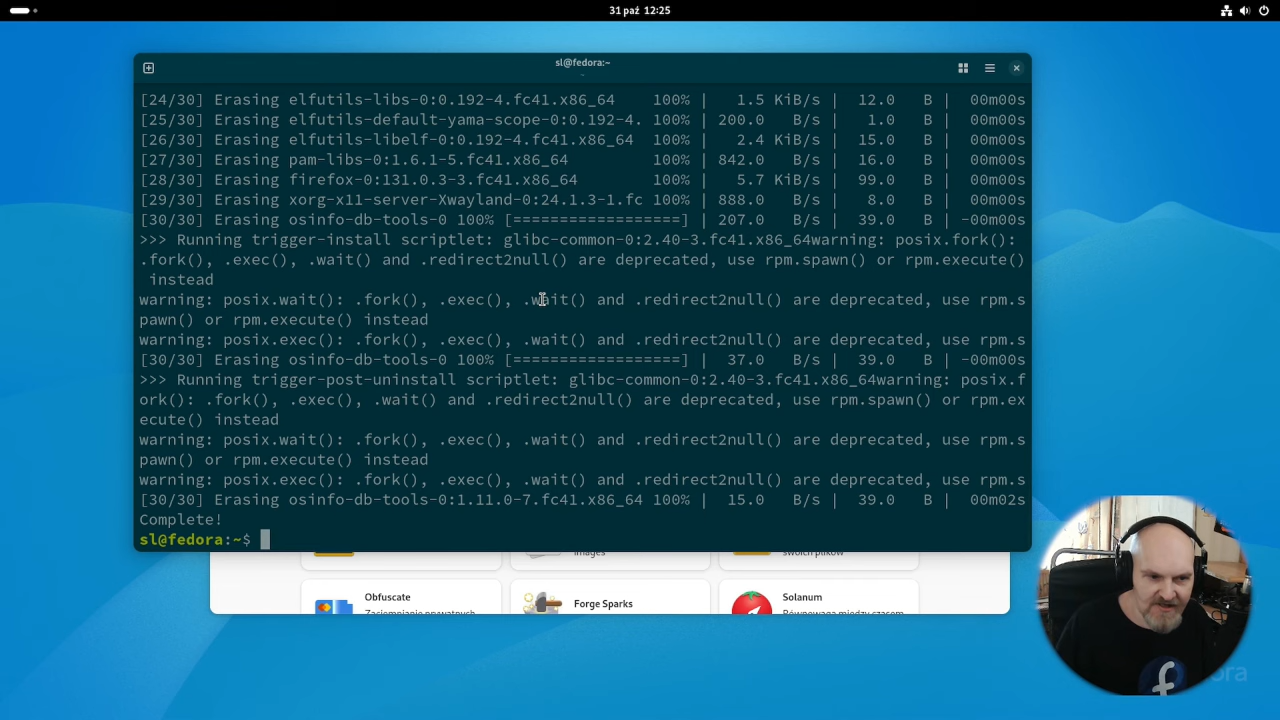 31 paź 12:25
sl@fedora:~
[24/30] Erasing elfutils-libs-0:0.192-4.fc41.x86_64 100% | 1.5 KiB/s | 12.0 B | 00m00s
[25/30] Erasing elfutils-default-yama-scope-0:0.192-4. 100% | 200.0 B/s | 1.0 B | 00m00s
[26/30] Erasing elfutils-libelf-0:0.192-4.fc41.x86_64 100% | 2.4 KiB/s | 15.0 B | 00m00s
[27/30] Erasing pam-libs-0:1.6.1-5.fc41.x86_64 100% | 842.0 B/s | 16.0 B | 00m00s
[28/30] Erasing firefox-0:131.0.3-3.fc41.x86_64 100% | 5.7 KiB/s | 99.0 B | 00m00s
[29/30] Erasing xorg-x11-server-Xwayland-0:24.1.3-1.fc 100% | 888.0 B/s | 8.0 B | 00m00s
[30/30] Erasing osinfo-db-tools-0 100% [==================] | 207.0 B/s | 39.0 B | -00m00s
>>> Running trigger-install scriptlet: glibc-common-0:2.40-3.fc41.x86_64warning: posix.fork():
.fork(), .exec(), .wait() and .redirect2null() are deprecated, use rpm.spawn() or rpm.execute()
instead
warning: posix.wait(): .fork(), .exec(), .wait() and .redirect2null() are deprecated, use rpm.s
pawn() or rpm.execute() instead
warning: posix.exec(): .fork(), .exec(), .wait() and .redirect2null() are deprecated, use rpm.s
[30/30] Erasing osinfo-db-tools-0 100% [==================] | 37.0 B/s | 39.0 B | -00m00s
>>> Running trigger-post-uninstall scriptlet: glibc-common-0:2.40-3.fc41.x86_64warning: posix.f
ork(): .fork(), .exec(), .wait() and .redirect2null() are deprecated, use rpm.spawn() or rpm.ex
ecute() instead
warning: posix.wait(): .fork(), .exec(), .wait() and .redirect2null() are deprecated, use rpm.s
pawn() or rpm.execute() instead
warning: posix.exec(): .fork(), .exec(), .wait() and .redirect2null() are deprecated, use rpm.s
[30/30] Erasing osinfo-db-tools-0:1.11.0-7.fc41.x86_64 100% | 15.0 B/s | 39.0 B | 00m02s
Complete!
sl@fedora:~$
images
swoich plików
Obfuscate
Forge Sparks
Solanum